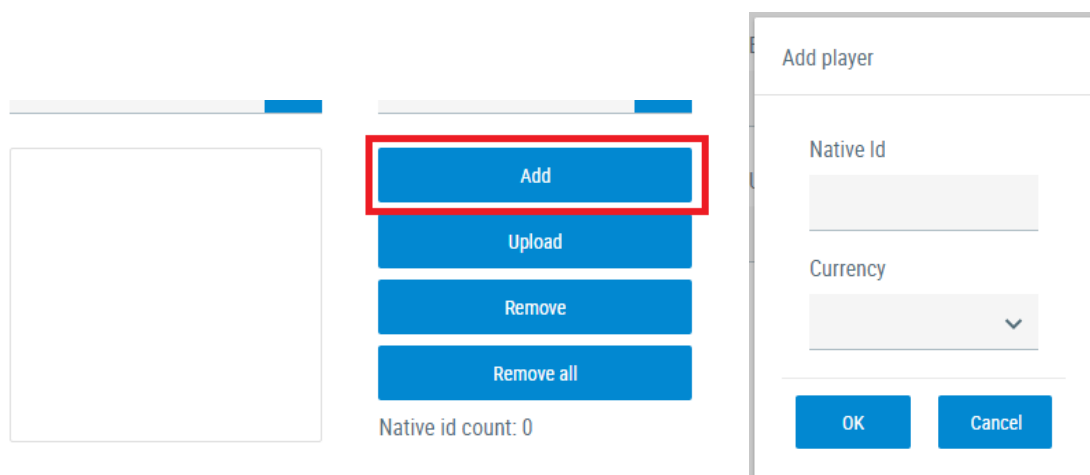 Add
Upload
Remove
Remove all
Native id count: 0
Add player
Native Id
Currency
OK
Cancel